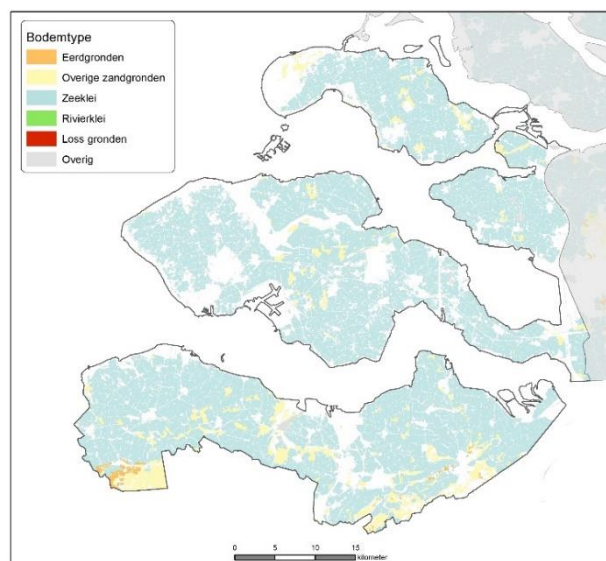 Bodemtype
Eerdgronden
Overige zandgronden
Zeeklei
Rivierklei
Loss gronden
Overig
0 5 10 15
kilometer